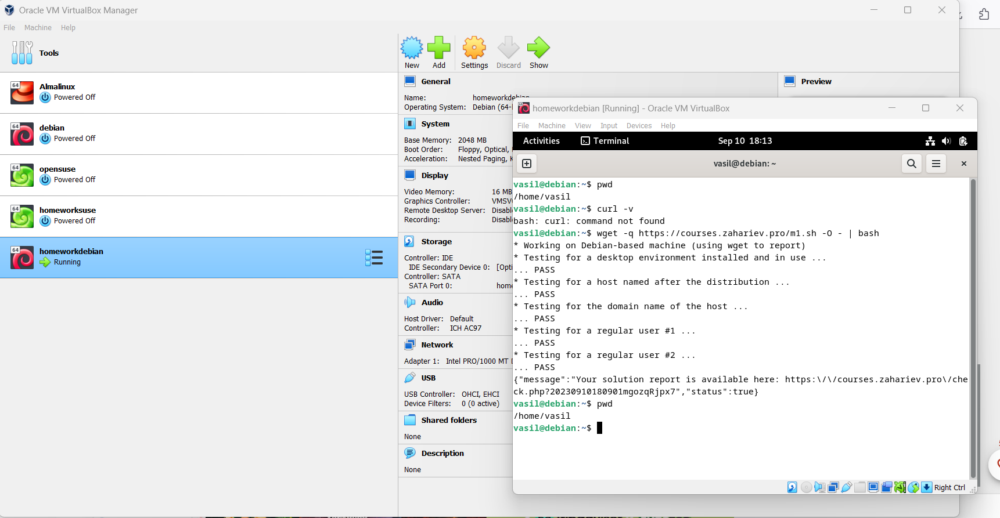 Oracle VM VirtualBox Manager
File Machine Help
Tools
64 Almalinux
Powered Off
64 debian
Powered Off
64 opensuse
Powered Off
64 homeworksuse
Powered Off
64 homeworkdebian
Running
New Add Settings Discard Show
General
Name: homeworkdebian
Operating System: Debian (64-
System
Base Memory: 2048 MB
Boot Order: Floppy, Optical,
Acceleration: Nested Paging, K
Display
Video Memory: 16 MB
Graphics Controller: VMSV
Remote Desktop Server: Disabl
Recording: Disabl
Storage
Controller: IDE
IDE Secondary Device 0: [Opti
Controller: SATA
SATA Port 0: home
Audio
Host Driver: Default
Controller: ICH AC97
Network
Adapter 1: Intel PRO/1000 MT D
USB
USB Controller: OHCI, EHCI
Device Filters: 0 (0 active)
Shared folders
None
Description
None
Preview
homeworkdebian [Running] - Oracle VM VirtualBox
File Machine View Input Devices Help
Activities Terminal Sep 10 18:13
vasil@debian: ~
vasil@debian:~$ pwd
/home/vasil
vasil@debian:~$ curl -v
bash: curl: command not found
vasil@debian:~$ wget -q https://courses.zahariev.pro/m1.sh -O - | bash
* Working on Debian-based machine (using wget to report)
* Testing for a desktop environment installed and in use ...
... PASS
* Testing for a host named after the distribution ...
... PASS
* Testing for the domain name of the host ...
... PASS
* Testing for a regular user #1 ...
... PASS
* Testing for a regular user #2 ...
... PASS
{"message":"Your solution report is available here: https:\/\/courses.zahariev.pro\/che
ck.php?20230910180901mgozqRjpx7","status":true}
vasil@debian:~$ pwd
/home/vasil
vasil@debian:~$
Right Ctrl